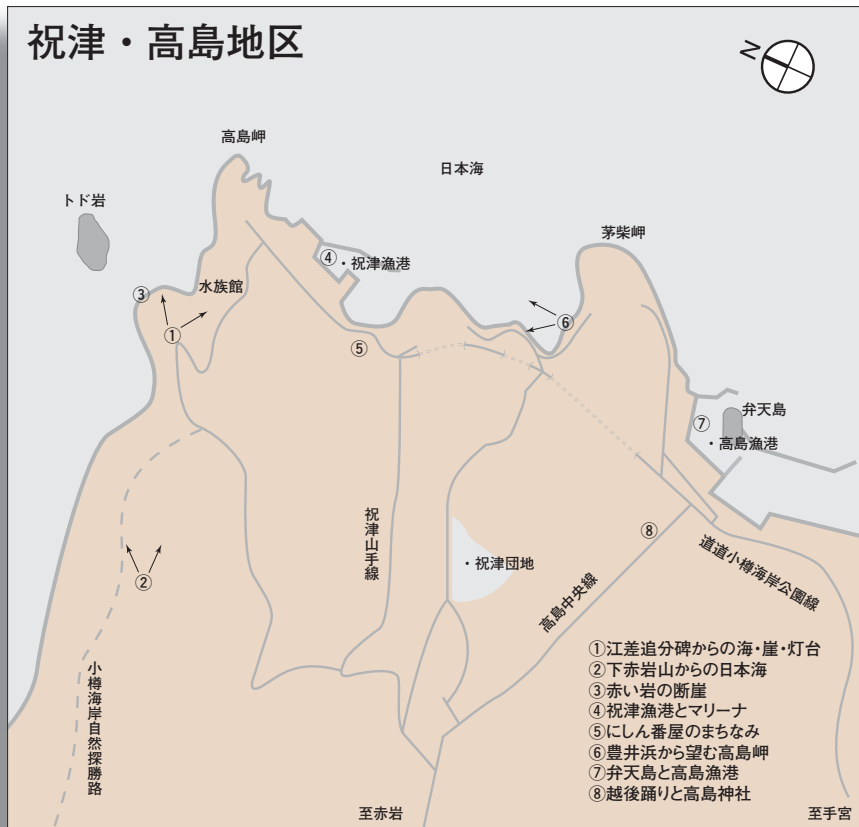 祝津・高島地区
N
高島岬
日本海
トド岩
茅柴岬
④
・祝津漁港
水族館
③
①
⑥
⑤
弁天島
⑦
・高島漁港
祝津山手線
⑧
・祝津団地
②
道道小樽海岸公園線
高島中央線
小樽海岸自然探勝路
①江差追分碑からの海・崖・灯台
②下赤岩山からの日本海
③赤い岩の断崖
④祝津漁港とマリーナ
⑤にしん番屋のまちなみ
⑥豊井浜から望む高島岬
⑦弁天島と高島漁港
⑧越後踊りと高島神社
至赤岩
至手宮